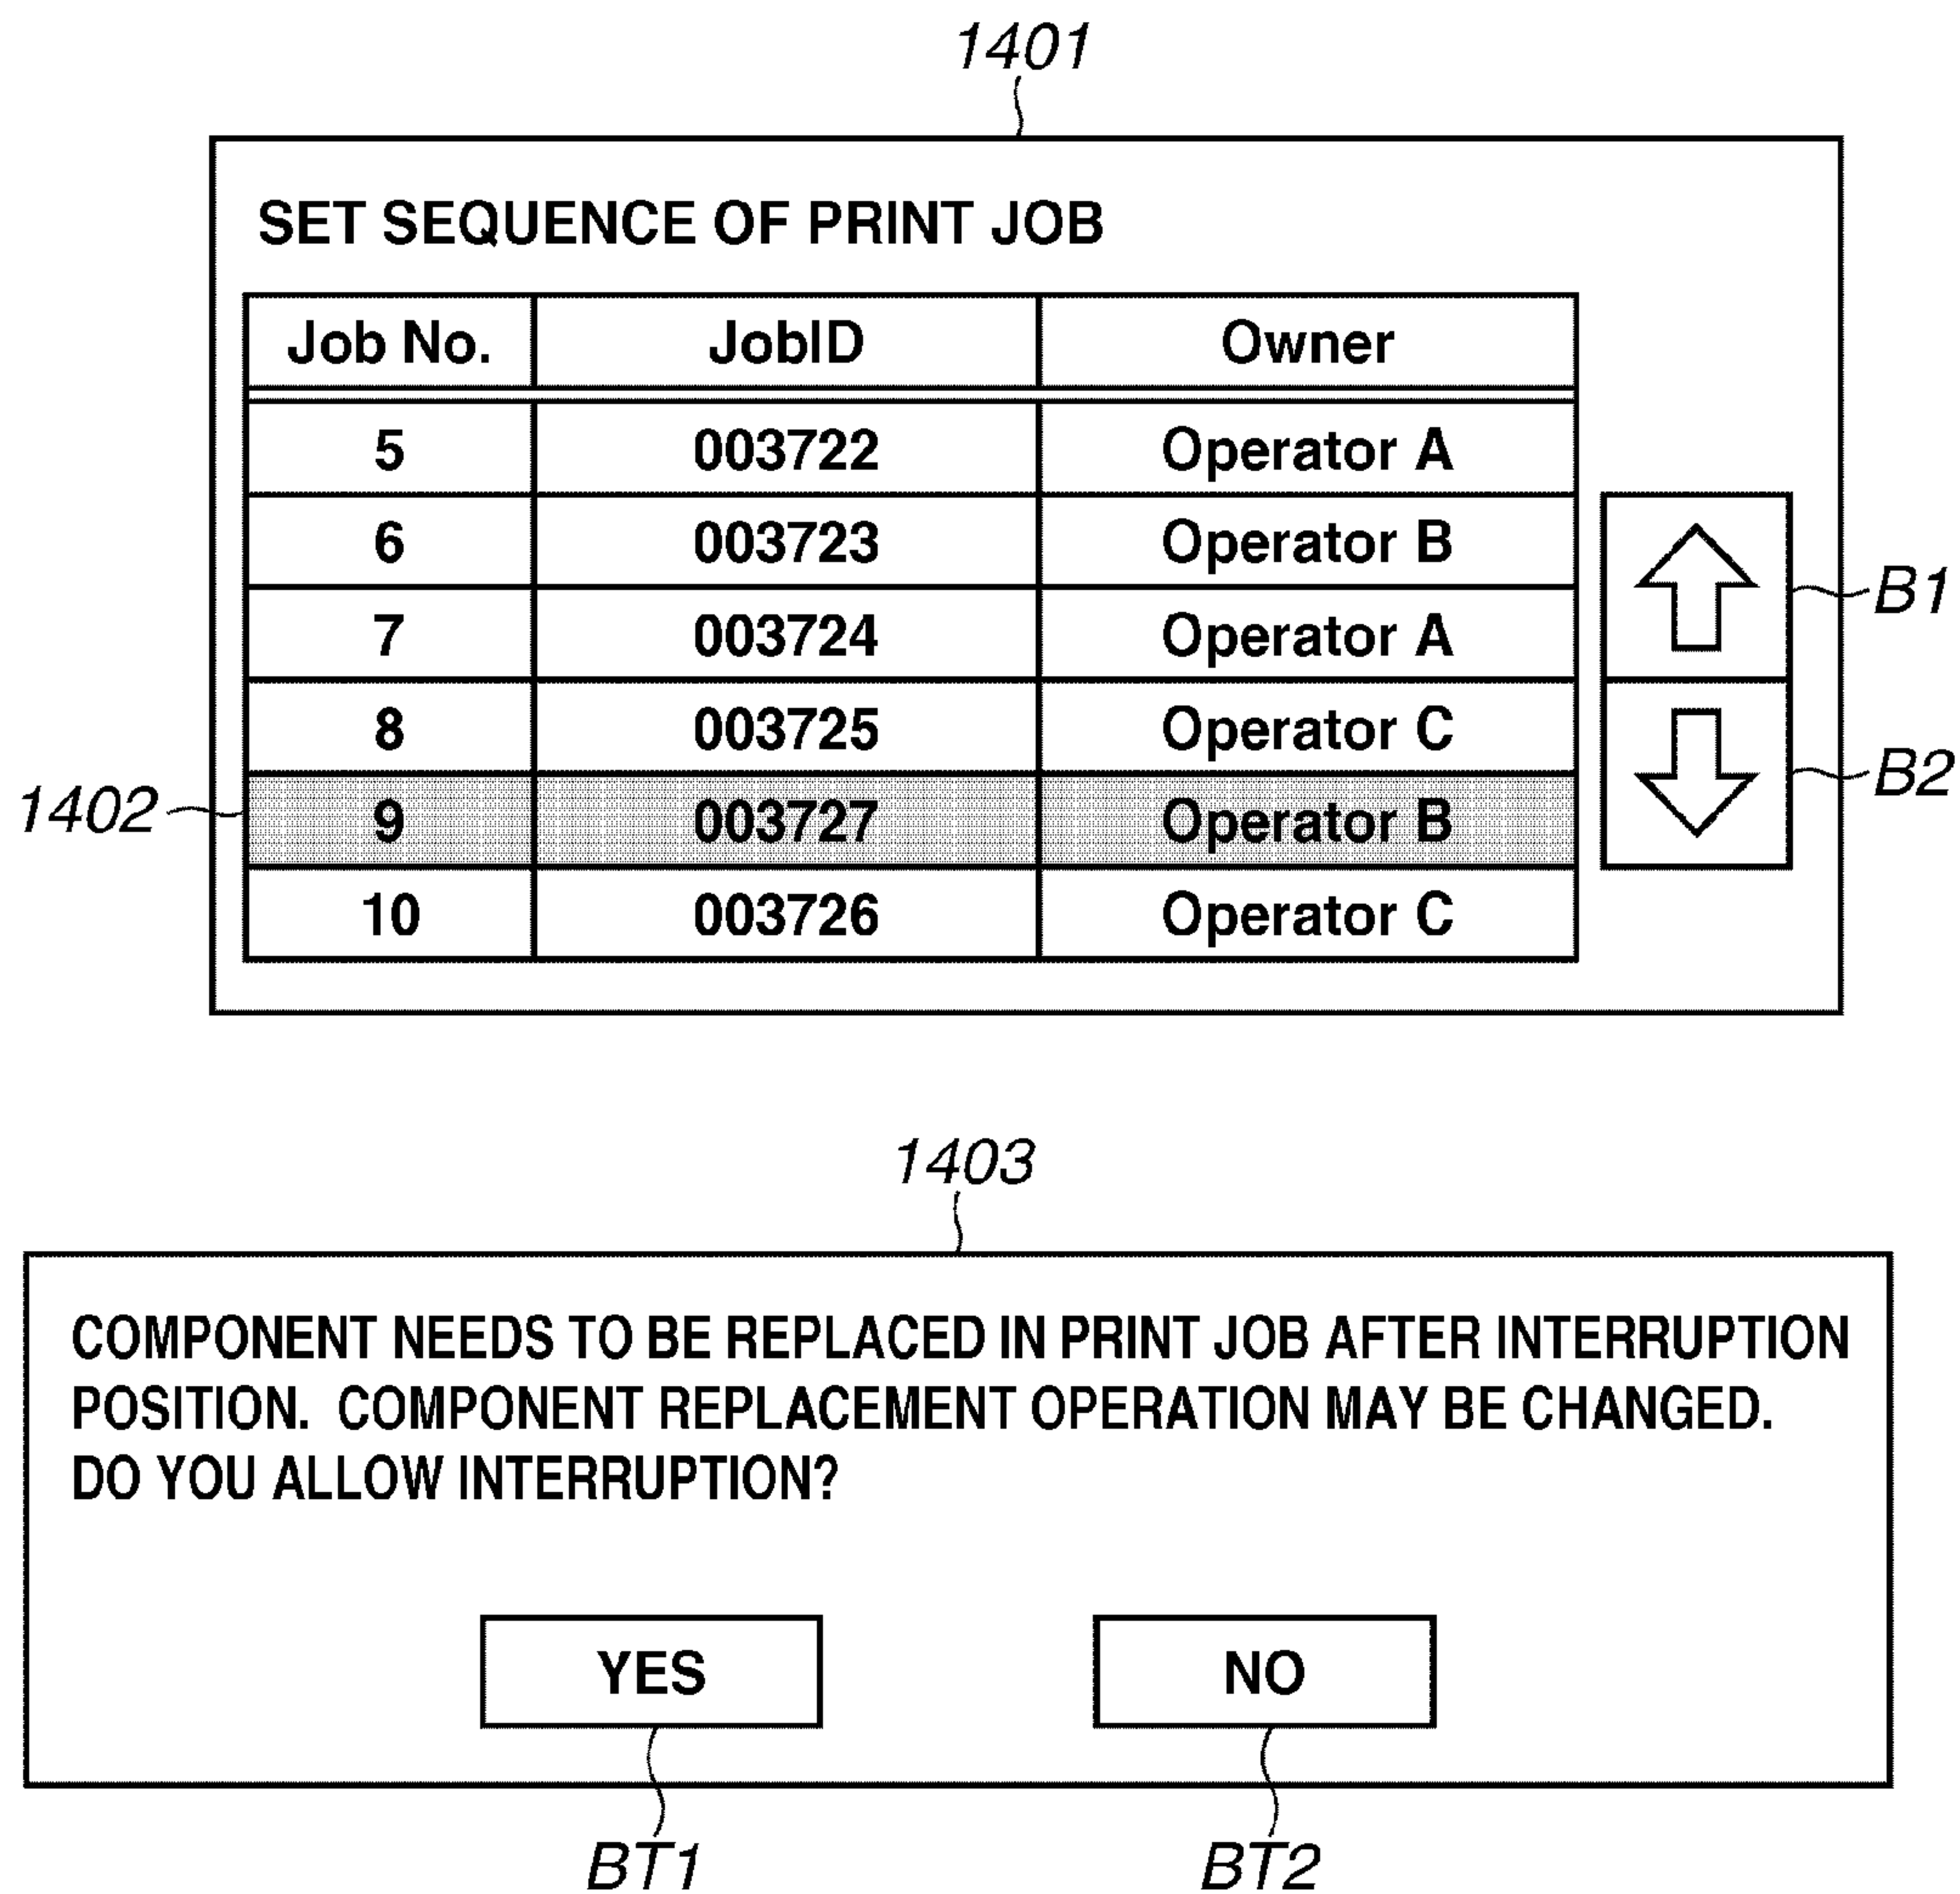 1401
SET SEQUENCE OF PRINT JOB
Job No. JobID Owner
5 003722 Operator A
6 003723 Operator B
B1
7 003724 Operator A
8 003725 Operator C
B2
1402
9 003727 Operator B
10 003726 Operator C
1403
COMPONENT NEEDS TO BE REPLACED IN PRINT JOB AFTER INTERRUPTION
POSITION. COMPONENT REPLACEMENT OPERATION MAY BE CHANGED.
DO YOU ALLOW INTERRUPTION?
YES NO
BT1 BT2